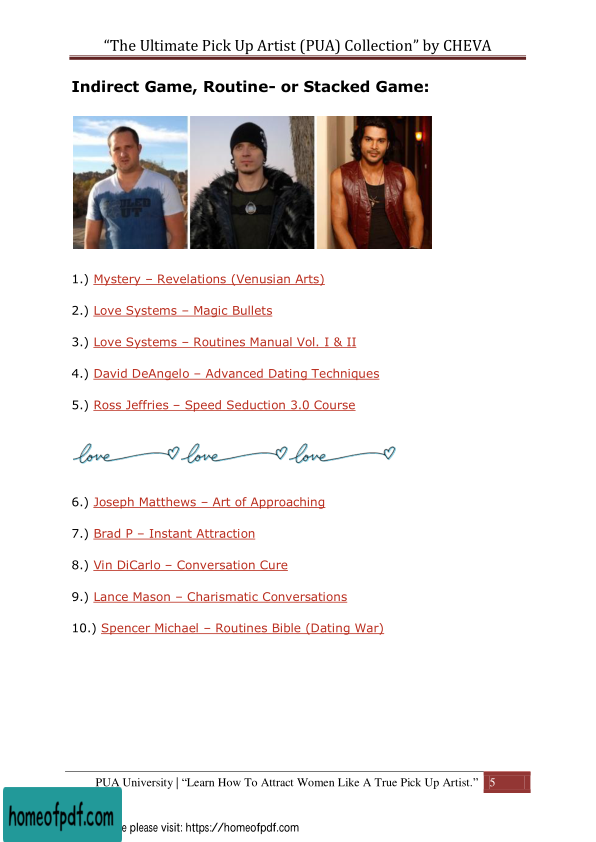 “The Ultimate Pick Up Artist (PUA) Collection” by CHEVA
Indirect Game, Routine- or Stacked Game:
1.) Mystery – Revelations (Venusian Arts)
2.) Love Systems – Magic Bullets
3.) Love Systems – Routines Manual Vol. I & II
4.) David DeAngelo – Advanced Dating Techniques
5.) Ross Jeffries – Speed Seduction 3.0 Course
love love love
6.) Joseph Matthews – Art of Approaching
7.) Brad P – Instant Attraction
8.) Vin DiCarlo – Conversation Cure
9.) Lance Mason – Charismatic Conversations
10.) Spencer Michael – Routines Bible (Dating War)
PUA University | “Learn How To Attract Women Like A True Pick Up Artist.” 5
homeofpdf.com
please visit: https://homeofpdf.com